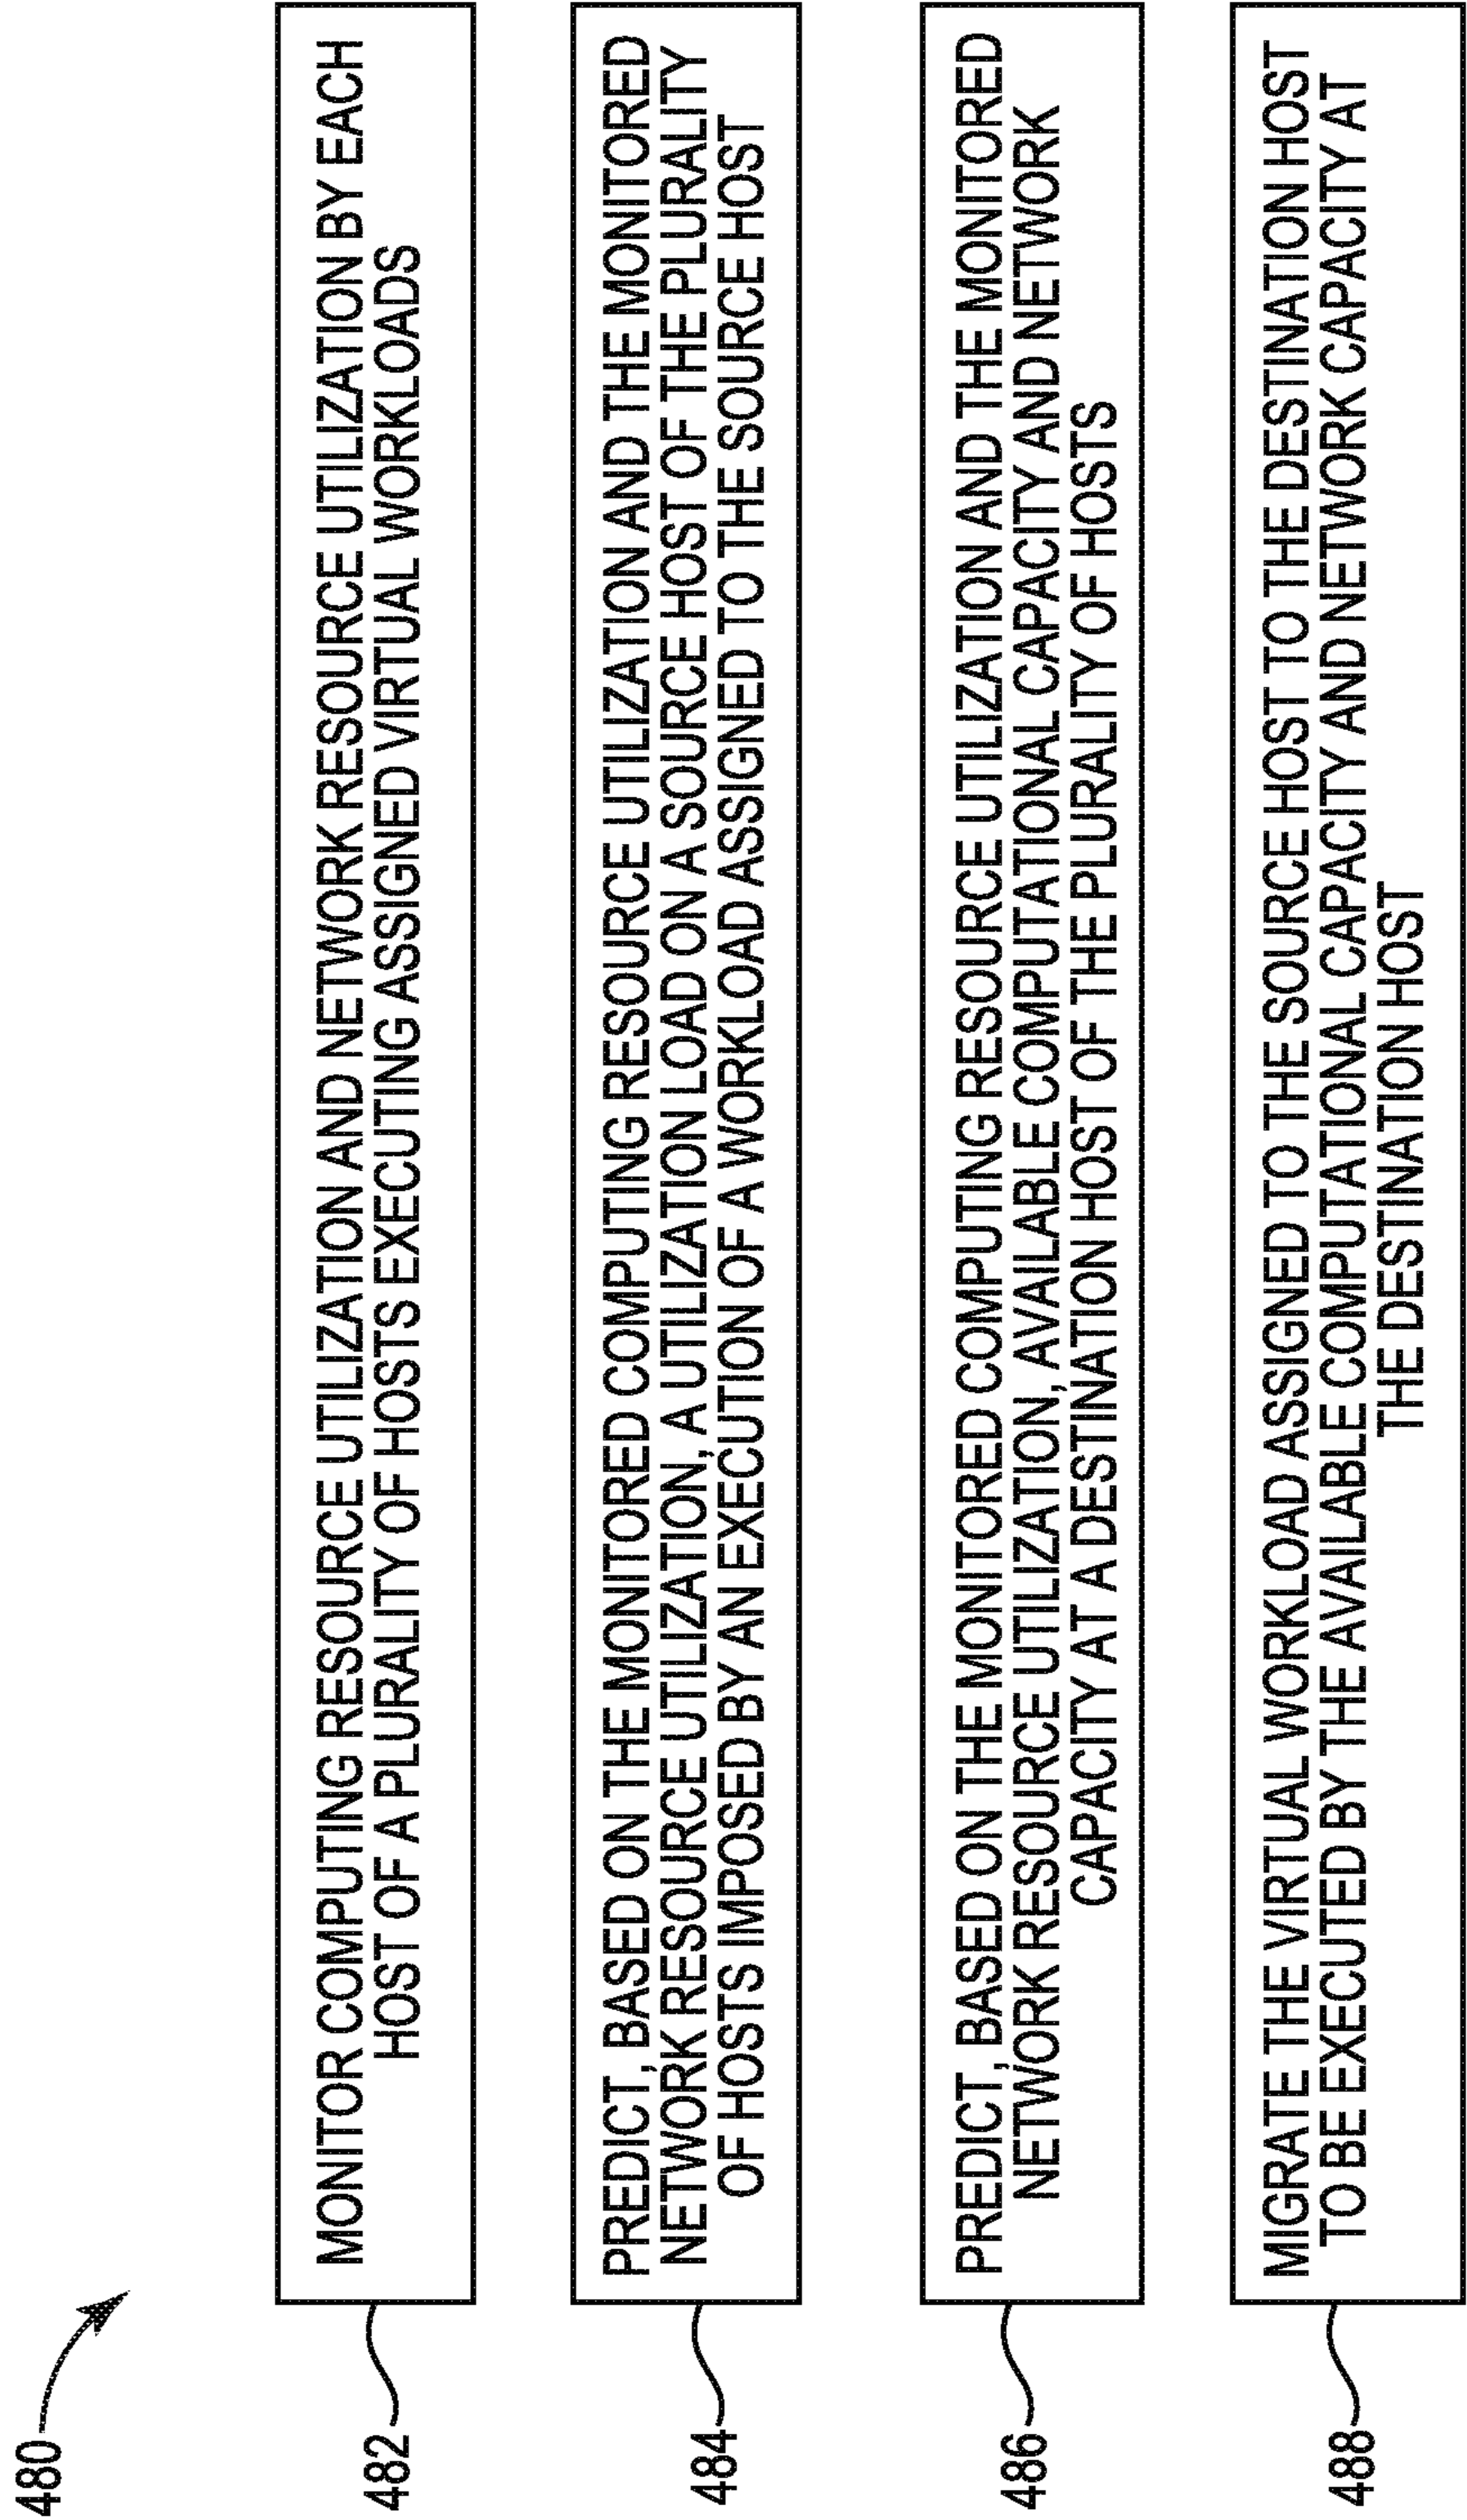 480
482
MONITOR COMPUTING RESOURCE UTILIZATION AND NETWORK RESOURCE UTILIZATION BY EACH
HOST OF A PLURALITY OF HOSTS EXECUTING ASSIGNED VIRTUAL WORKLOADS
484
PREDICT, BASED ON THE MONITORED COMPUTING RESOURCE UTILIZATION AND THE MONITORED
NETWORK RESOURCE UTILIZATION, A UTILIZATION LOAD ON A SOURCE HOST OF THE PLURALITY
OF HOSTS IMPOSED BY AN EXECUTION OF A WORKLOAD ASSIGNED TO THE SOURCE HOST
486
PREDICT, BASED ON THE MONITORED COMPUTING RESOURCE UTILIZATION AND THE MONITORED
NETWORK RESOURCE UTILIZATION, AVAILABLE COMPUTATIONAL CAPACITY AND NETWORK
CAPACITY AT A DESTINATION HOST OF THE PLURALITY OF HOSTS
488
MIGRATE THE VIRTUAL WORKLOAD ASSIGNED TO THE SOURCE HOST TO THE DESTINATION HOST
TO BE EXECUTED BY THE AVAILABLE COMPUTATIONAL CAPACITY AND NETWORK CAPACITY AT
THE DESTINATION HOST